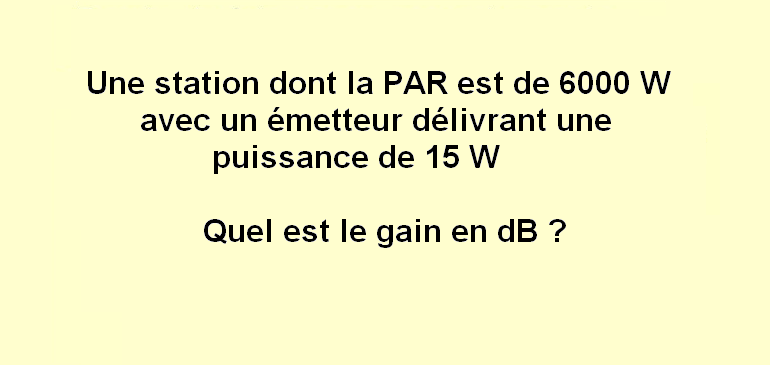 Une station dont la PAR est de 6000 W
avec un émetteur délivrant une
puissance de 15 W
Quel est le gain en dB ?